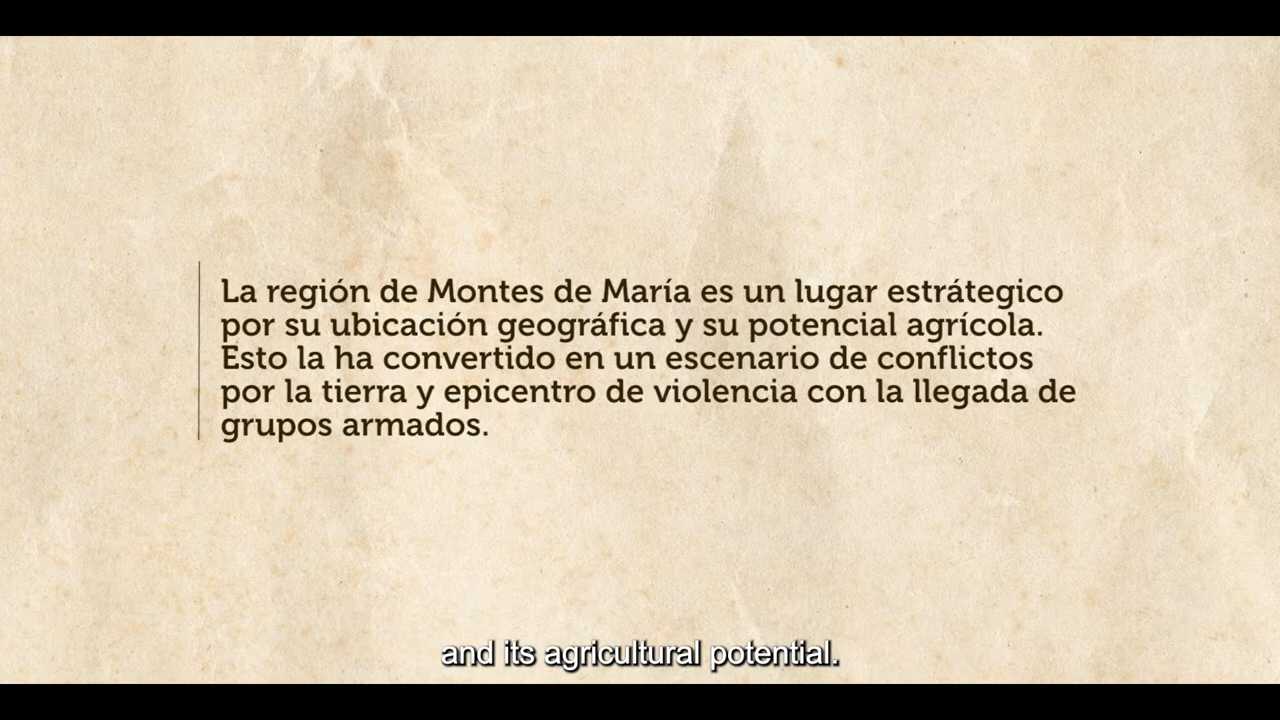 La región de Montes de María es un lugar estrátegico
por su ubicación geográfica y su potencial agrícola.
Esto la ha convertido en un escenario de conflictos
por la tierra y epicentro de violencia con la llegada de
grupos armados.
and its agricultural potential.